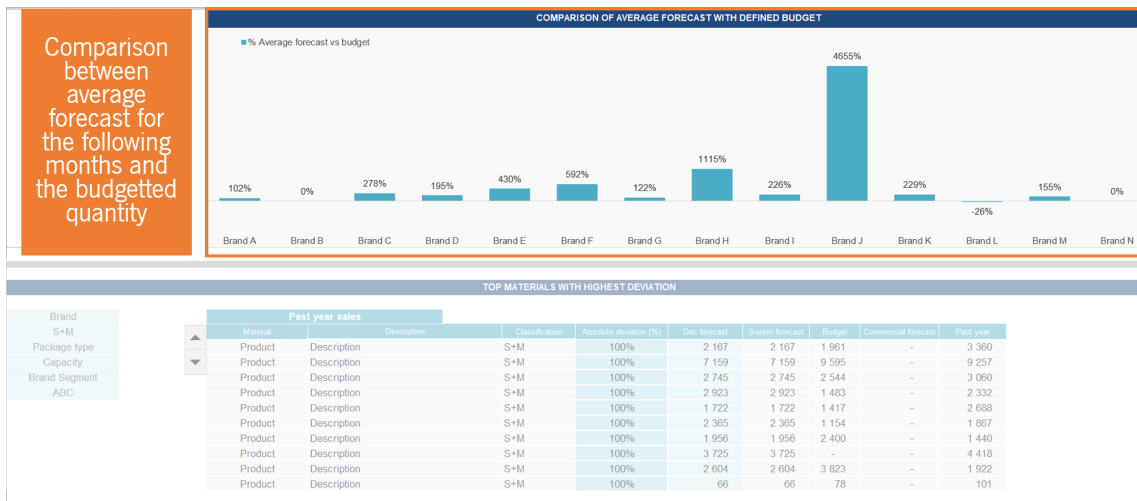 Comparison
between
average
forecast for
the following
months and
the budgetted
quantity
COMPARISON OF AVERAGE FORECAST WITH DEFINED BUDGET
% Average forecast vs budget
102% 0% 278% 195% 430% 592% 122% 1115% 226% 4655% 229% -26% 155% 0%
Brand A Brand B Brand C Brand D Brand E Brand F Brand G Brand H Brand I Brand J Brand K Brand L Brand M Brand N
TOP MATERIALS WITH HIGHEST DEVIATION
Brand
S+M
Package type
Capacity
Brand Segment
ABC
Past year sales
Material Description Classification Absolute deviation (%) Dec forecast Sistem forecast Budget Commercial forecast Past year
Product Description S+M 100% 2 167 2 167 1 961 - 3 360
Product Description S+M 100% 7 159 7 159 9 595 - 9 257
Product Description S+M 100% 2 745 2 745 2 544 - 3 060
Product Description S+M 100% 2 923 2 923 1 483 - 2 332
Product Description S+M 100% 1 722 1 722 1 417 - 2 688
Product Description S+M 100% 2 365 2 365 1 154 - 1 867
Product Description S+M 100% 1 956 1 956 2 400 - 1 440
Product Description S+M 100% 3 725 3 725 - - 4 418
Product Description S+M 100% 2 604 2 604 3 823 - 1 922
Product Description S+M 100% 66 66 78 - 101